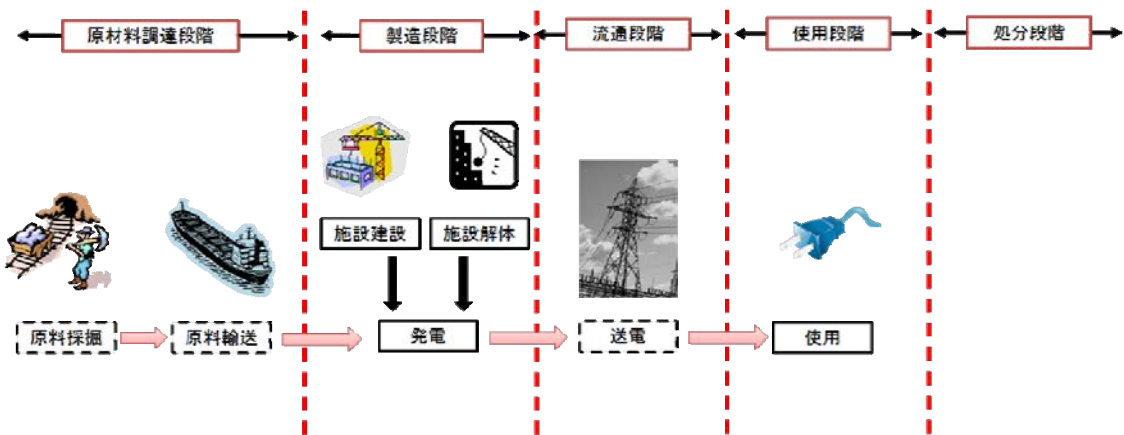 原材料調達段階
製造段階
流通段階
使用段階
処分段階
施設建設
施設解体
原料採掘
原料輸送
発電
送電
使用